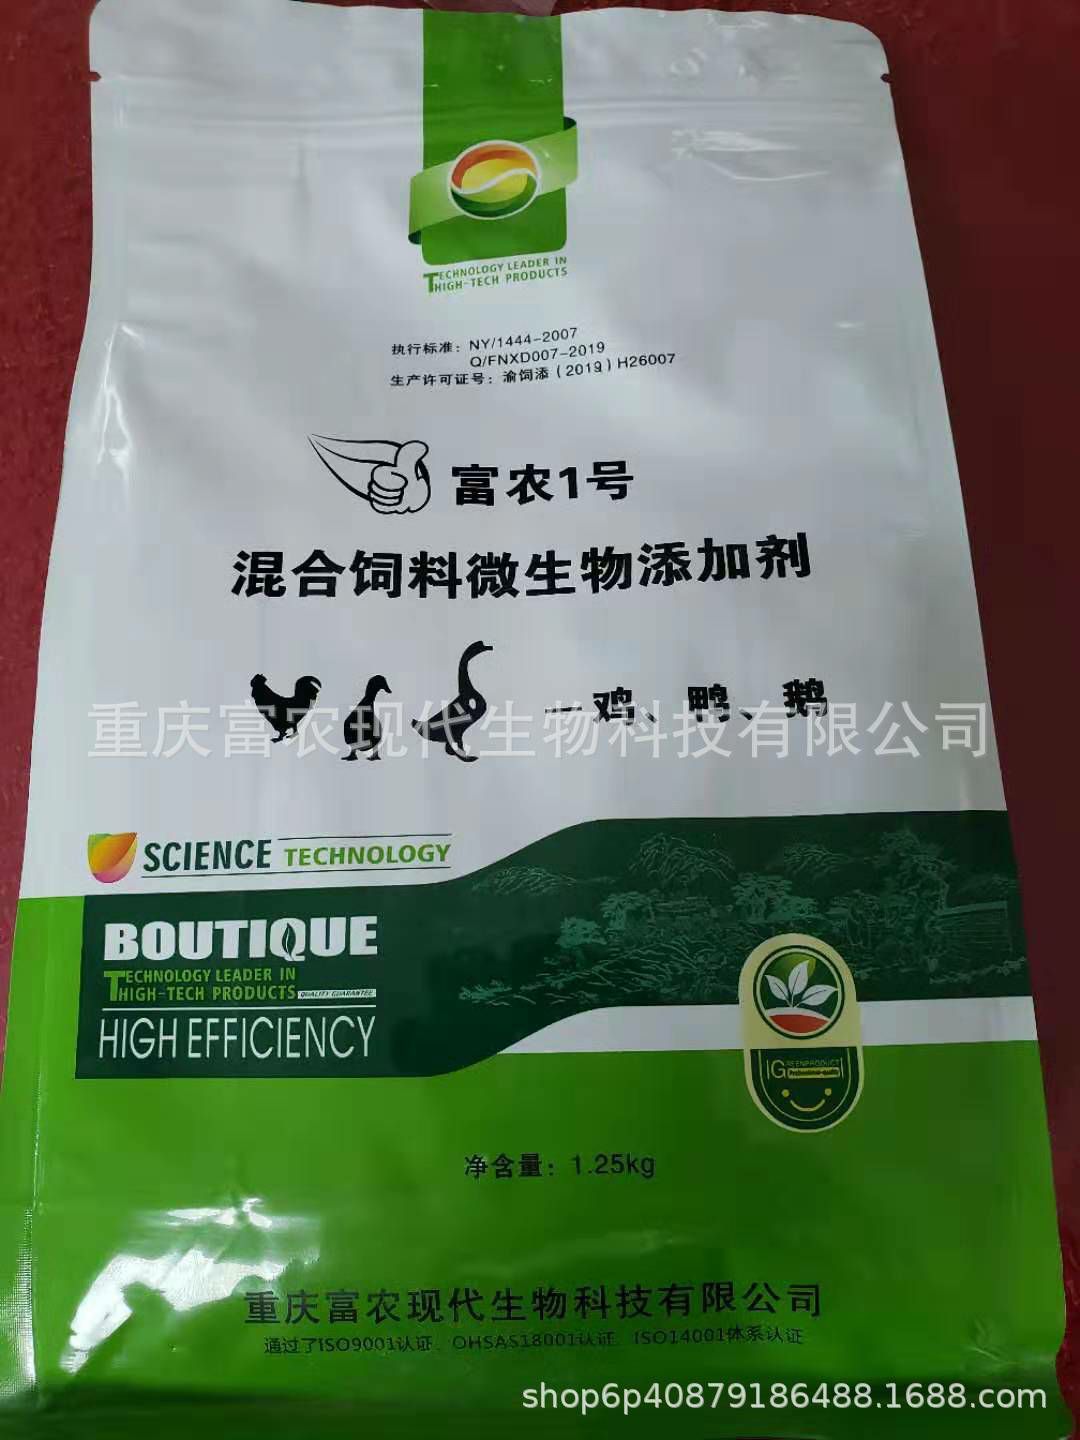 TECHNOLOGY LEADER IN
HIGH-TECH PRODUCTS
执行标准：NY/1444-2007
Q/FNXD007-2019
生产许可证号：渝饲添（2019）H26007
富农1号
混合饲料微生物添加剂
—鸡、鸭、鹅
重庆富农现代生物科技有限公司
SCIENCE TECHNOLOGY
BOUTIQUE
TECHNOLOGY LEADER IN
HIGH-TECH PRODUCTS QUALITY GUARANTEE
HIGH EFFICIENCY
GREENPRODUCT
Professional-quality
净含量：1.25kg
重庆富农现代生物科技有限公司
通过了ISO9001认证、OHSAS18001认证、ISO14001体系认证
shop6p40879186488.1688.com